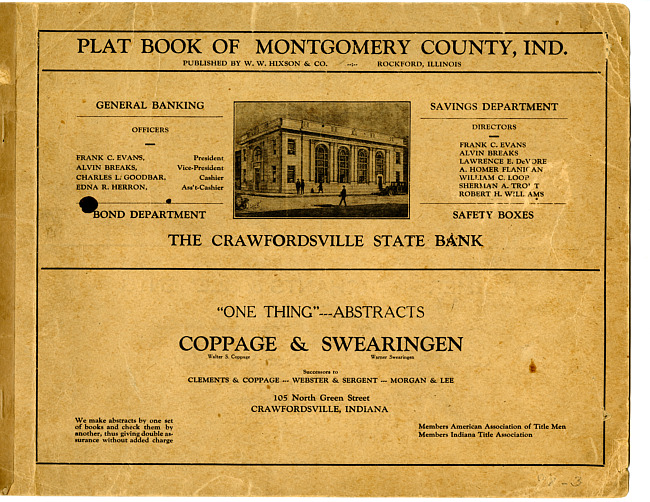 PLAT BOOK OF MONTGOMERY COUNTY, IND.
PUBLISHED BY W. W. HIXSON & CO. --:-- ROCKFORD, ILLINOIS
GENERAL BANKING
OFFICERS
FRANK C. EVANS, President
ALVIN BREAKS, Vice-President
CHARLES L. GOODBAR, Cashier
EDNA R. HERRON, Ass't-Cashier
BOND DEPARTMENT
SAVINGS DEPARTMENT
DIRECTORS
FRANK C. EVANS
ALVIN BREAKS
LAWRENCE E. DeVORE
A. HOMER FLANIGAN
WILLIAM C. LOOP
SHERMAN A. TROUT
ROBERT H. WILLIAMS
SAFETY BOXES
THE CRAWFORDSVILLE STATE BANK
"ONE THING"---ABSTRACTS
COPPAGE & SWEARINGEN
Walter S. Coppage Warner Swearingen
Successors to
CLEMENTS & COPPAGE --- WEBSTER & SERGENT --- MORGAN & LEE
105 North Green Street
CRAWFORDSVILLE, INDIANA
We make abstracts by one set
of books and check them by
another, thus giving double as-
surance without added charge
Members American Association of Title Men
Members Indiana Title Association